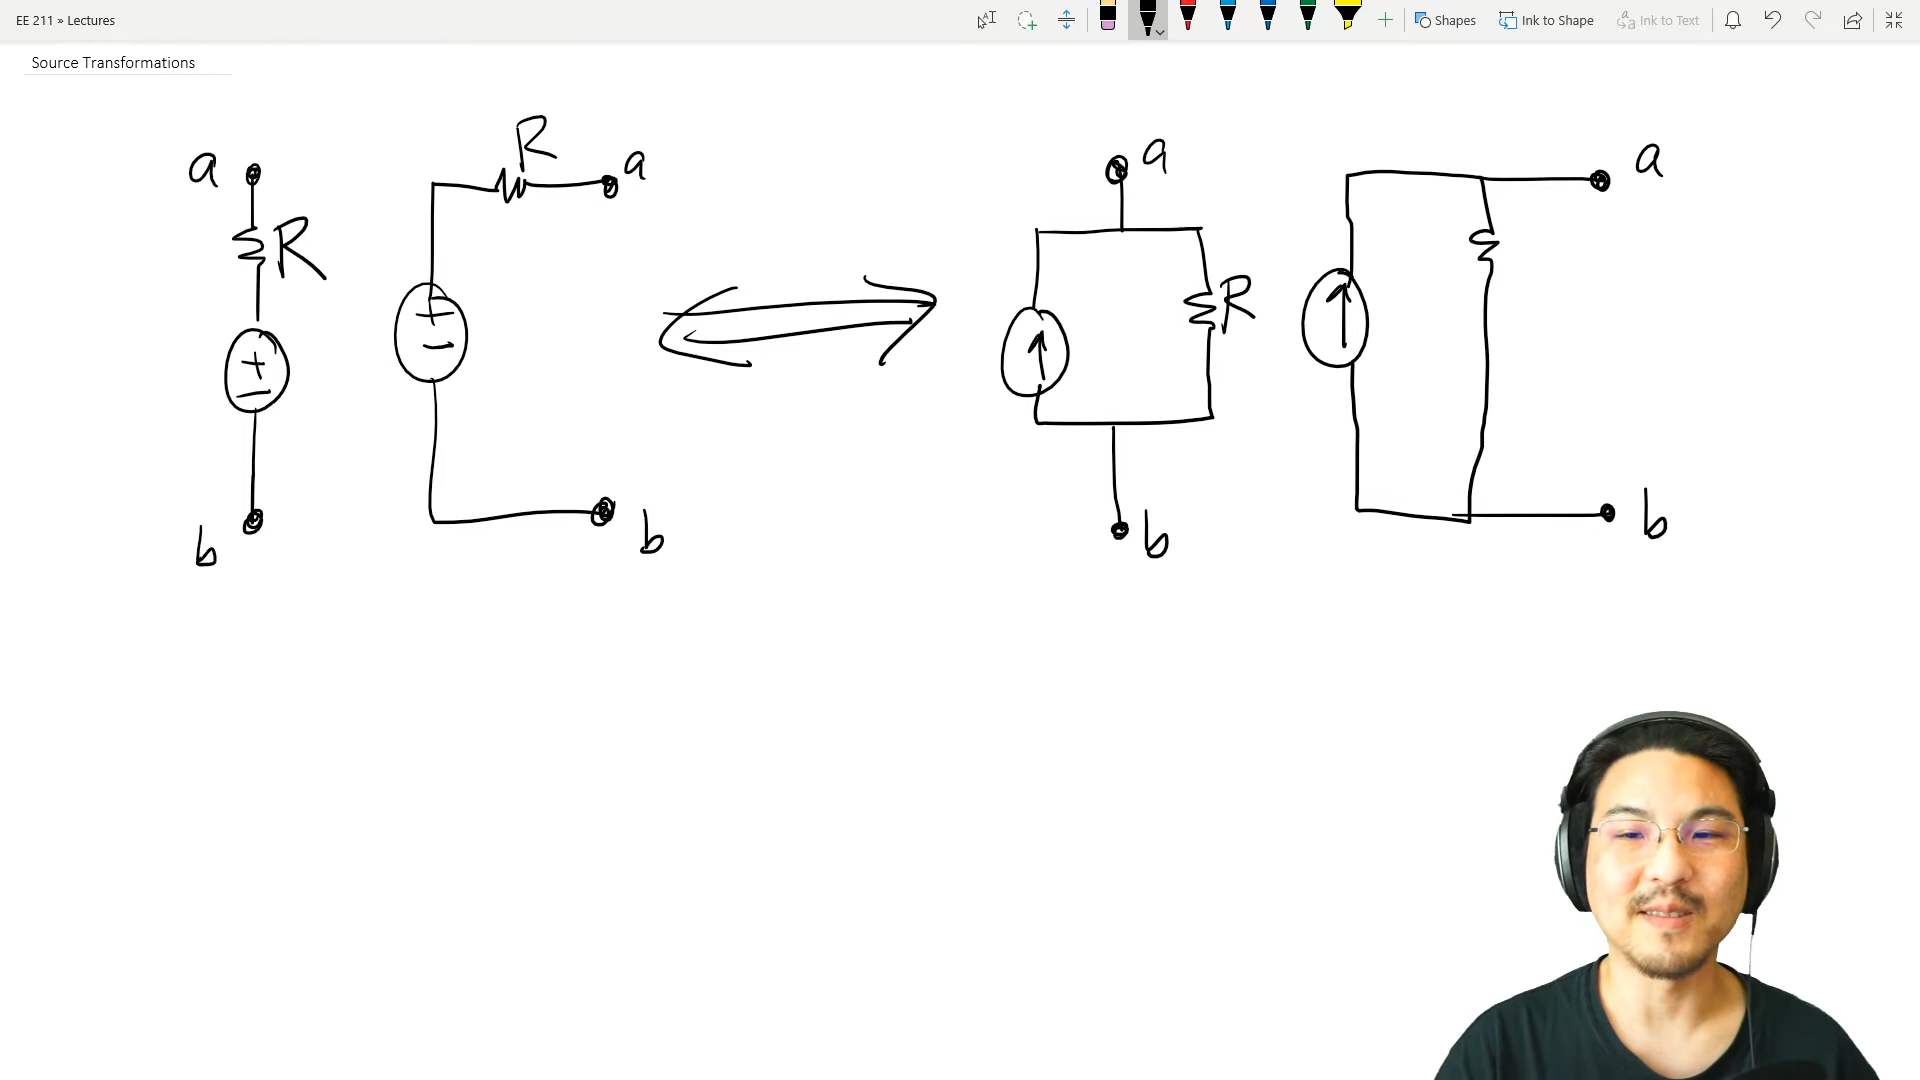 EE 211 » Lectures
Shapes
Ink to Shape
Ink to Text
Source Transformations
a
R
b
R
a
b
a
R
b
a
b